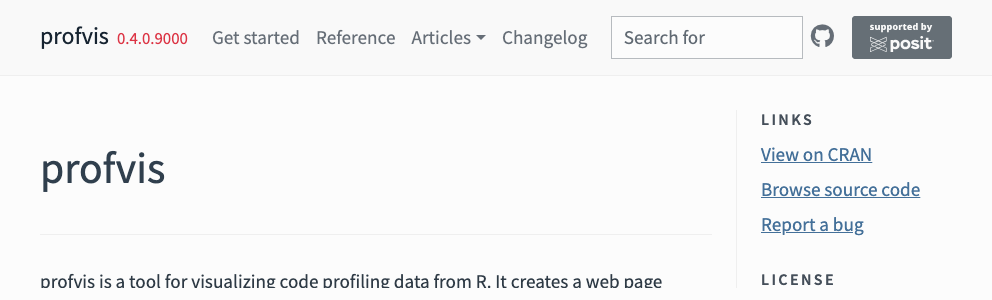 profvis 0.4.0.9000 Get started Reference Articles Changelog Search for supported by posit
profvis
profvis is a tool for visualizing code profiling data from R. It creates a web page
LINKS
View on CRAN
Browse source code
Report a bug
LICENSE